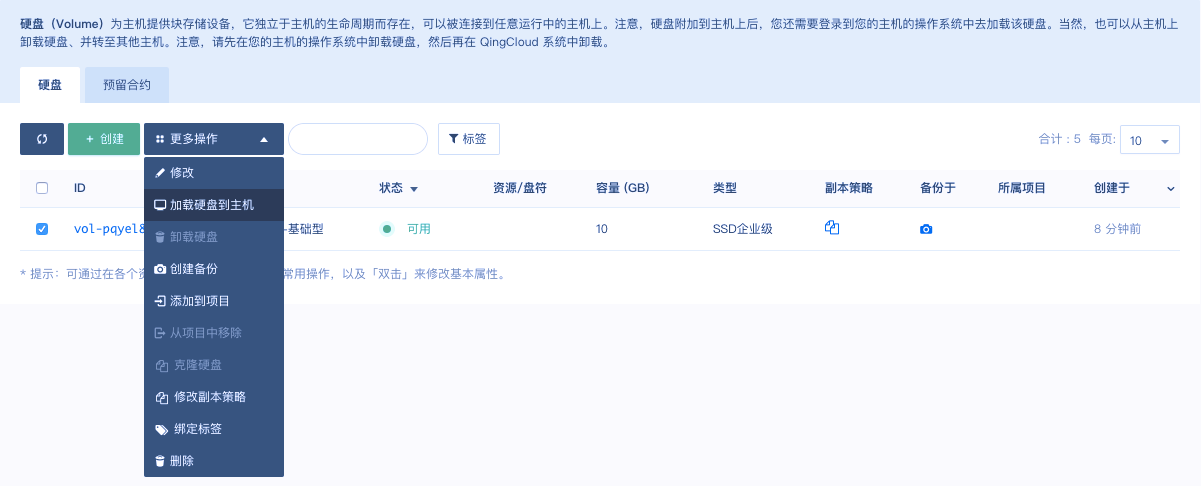 硬盘（Volume）为主机提供块存储设备，它独立于主机的生命周期而存在，可以被连接到任意运行中的主机上。注意，硬盘附加到主机上后，您还需要登录到您的主机的操作系统中去加载该硬盘。当然，也可以从主机上
卸载硬盘、并转至其他主机。注意，请先在您的主机的操作系统中卸载硬盘，然后再在 QingCloud 系统中卸载。
硬盘 预留合约
+ 创建 更多操作 标签 合计：5 每页: 10
修改
ID 状态 资源/盘符 容量 (GB) 类型 副本策略 备份于 所属项目 创建于
加载硬盘到主机
vol-pqyel -基础型 可用 10 SSD企业级 8 分钟前
卸载硬盘
创建备份
* 提示：可通过在各个 常用操作，以及「双击」来修改基本属性。
添加到项目
从项目中移除
克隆硬盘
修改副本策略
绑定标签
删除